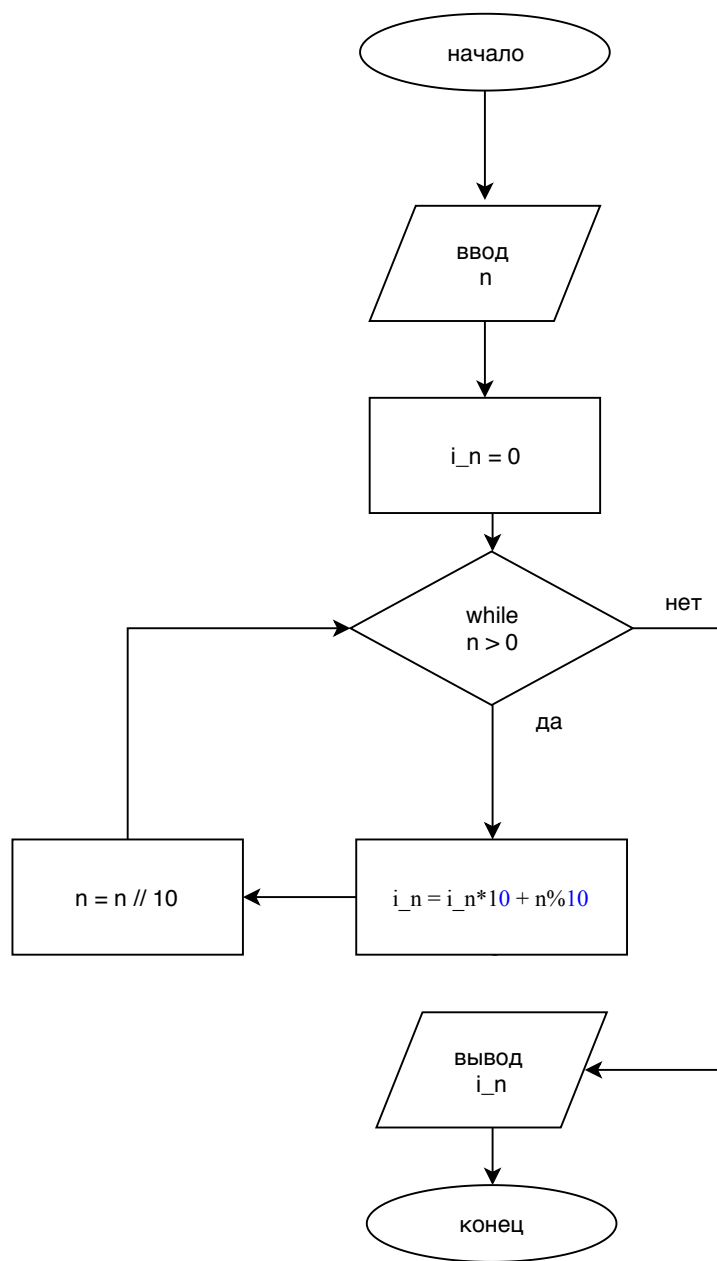 начало
ввод
n
i_n = 0
while
n > 0
нет
да
n = n // 10
i_n = i_n*10 + n%10
вывод
i_n
конец